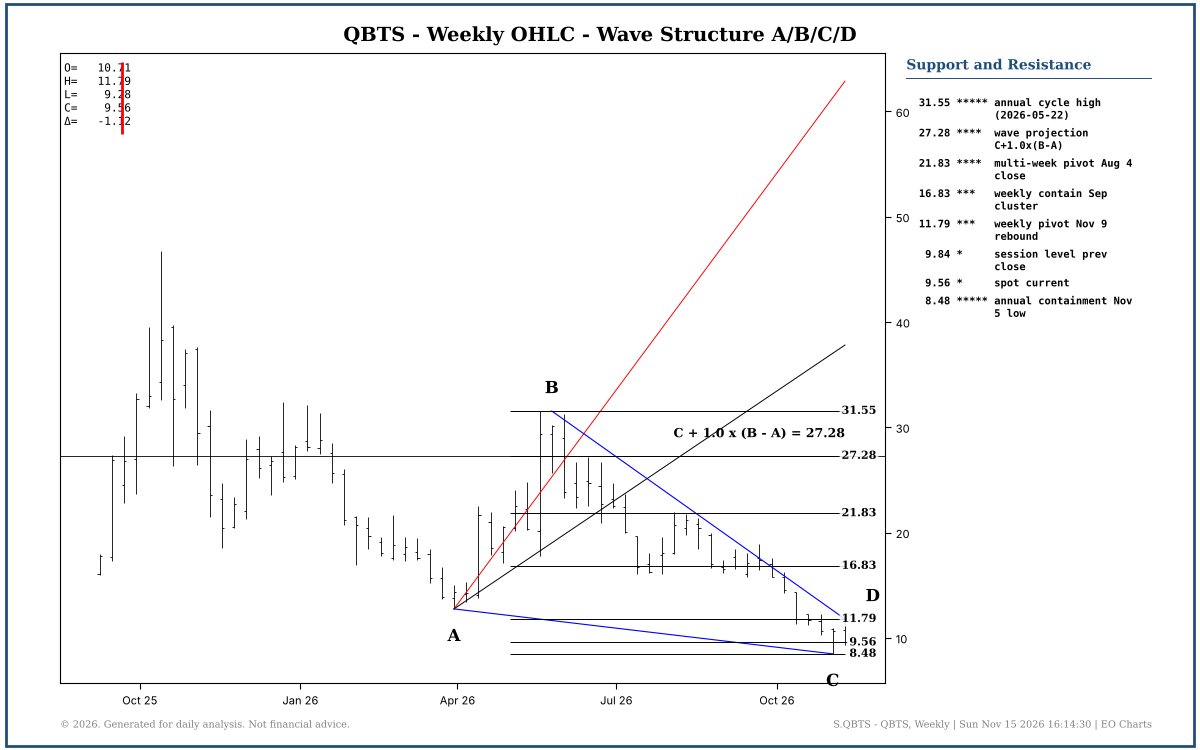 QBTS - Weekly OHLC - Wave Structure A/B/C/D
O= 10.71
H= 11.79
L= 9.28
C= 9.56
Δ= -1.12
Support and Resistance
31.55 ***** annual cycle high
(2026-05-22)
27.28 **** wave projection
C+1.0x(B-A)
21.83 **** multi-week pivot Aug 4
close
16.83 *** weekly contain Sep
cluster
11.79 *** weekly pivot Nov 9
rebound
9.84 * session level prev
close
9.56 * spot current
8.48 ***** annual containment Nov
5 low
60
50
40
30
20
10
B
31.55
C + 1.0 x (B - A) = 27.28
27.28
21.83
16.83
D
11.79
A
9.56
8.48
C
Oct 25
Jan 26
Apr 26
Jul 26
Oct 26
© 2026. Generated for daily analysis. Not financial advice.
S.QBTS - QBTS, Weekly | Sun Nov 15 2026 16:14:30 | EO Charts